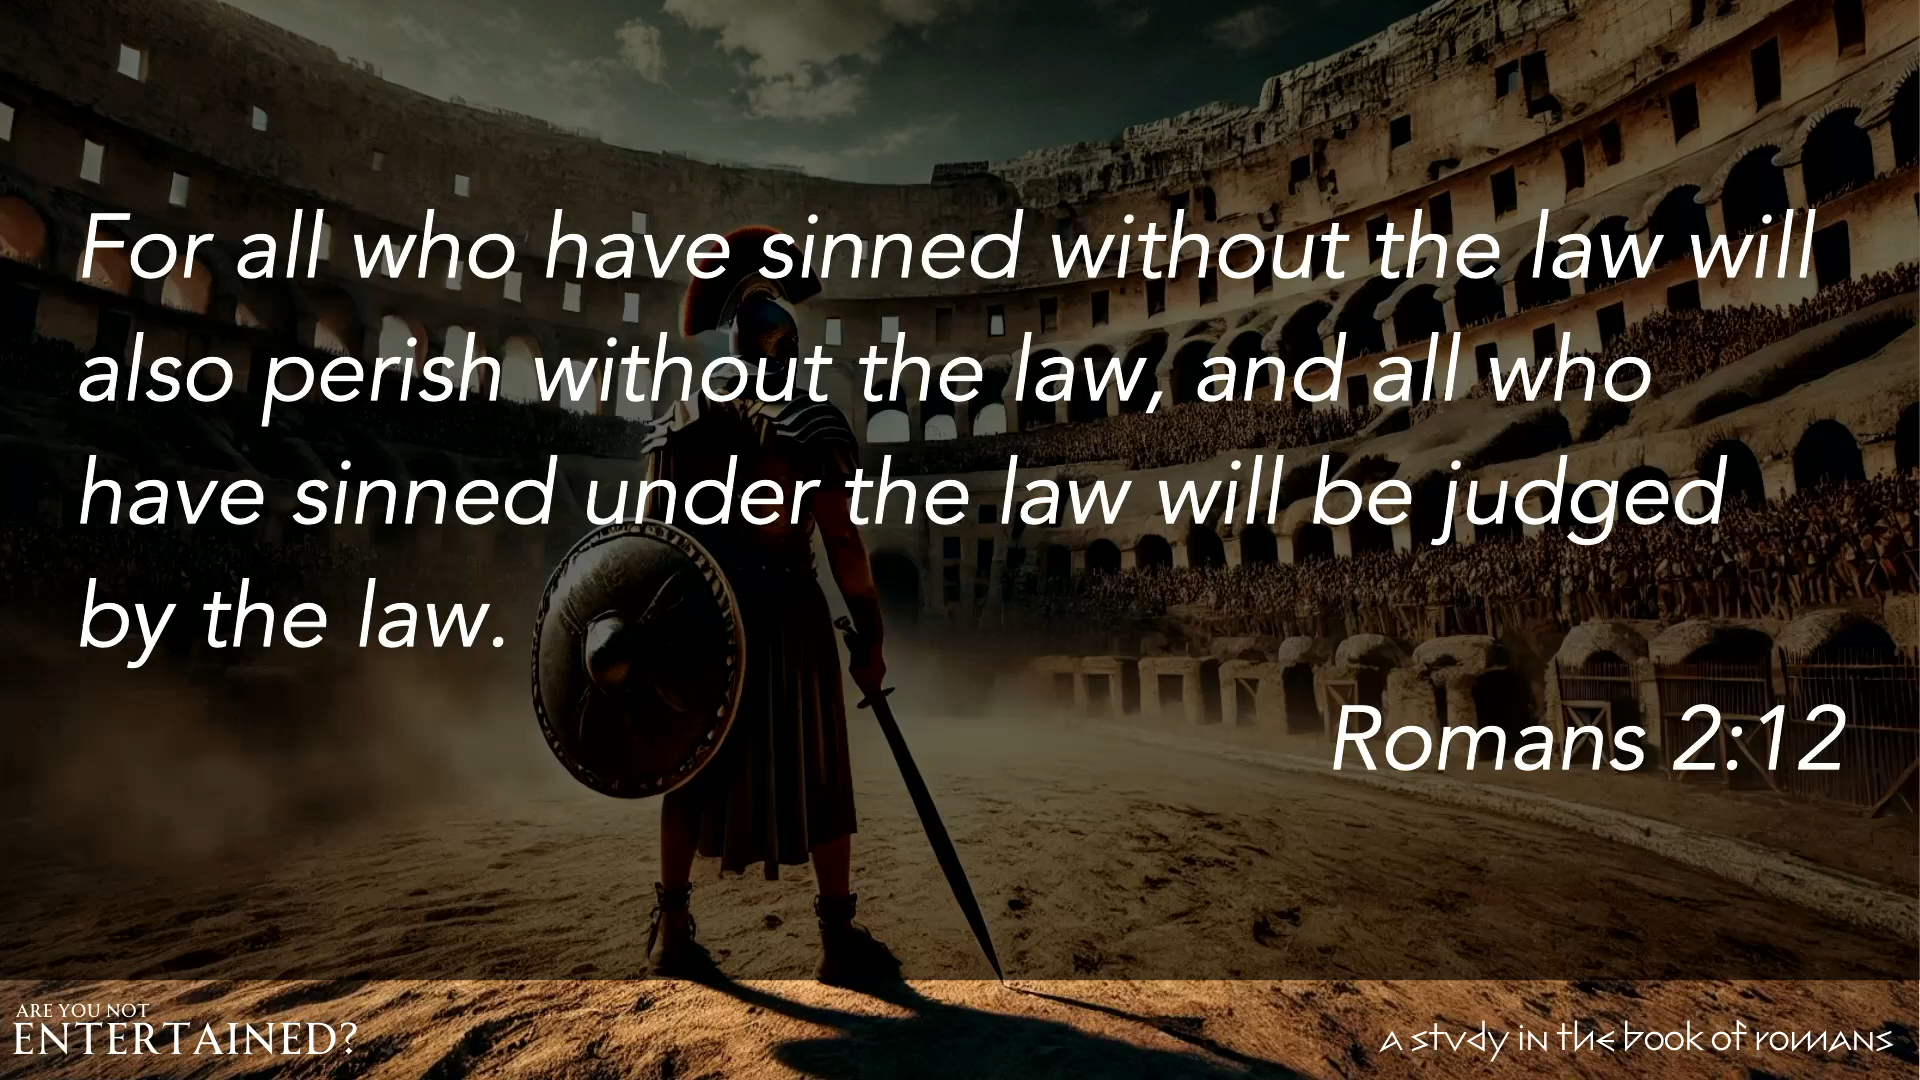 For all who have sinned without the law will
also perish without the law, and all who
have sinned under the law will be judged
by the law.
Romans 2:12
ARE YOU NOT
ENTERTAINED?
a study in the book of romans